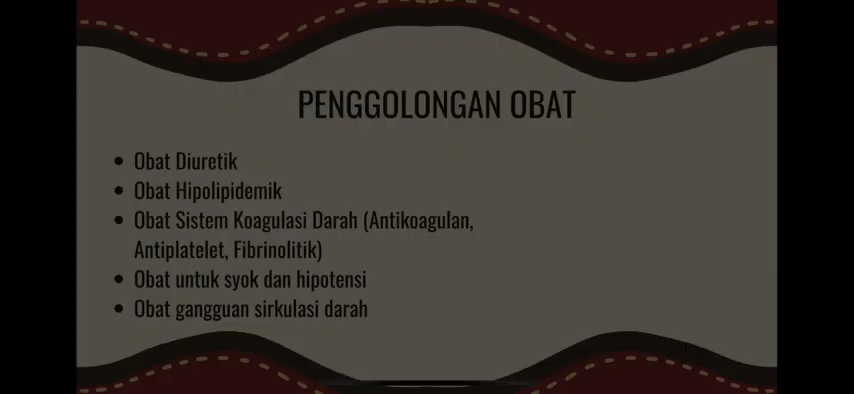 PENGGOLONGAN OBAT
• Obat Diuretik
• Obat Hipolipidemik
• Obat Sistem Koagulasi Darah (Antikoagulan,
Antiplatelet, Fibrinolitik)
• Obat untuk syok dan hipotensi
• Obat gangguan sirkulasi darah